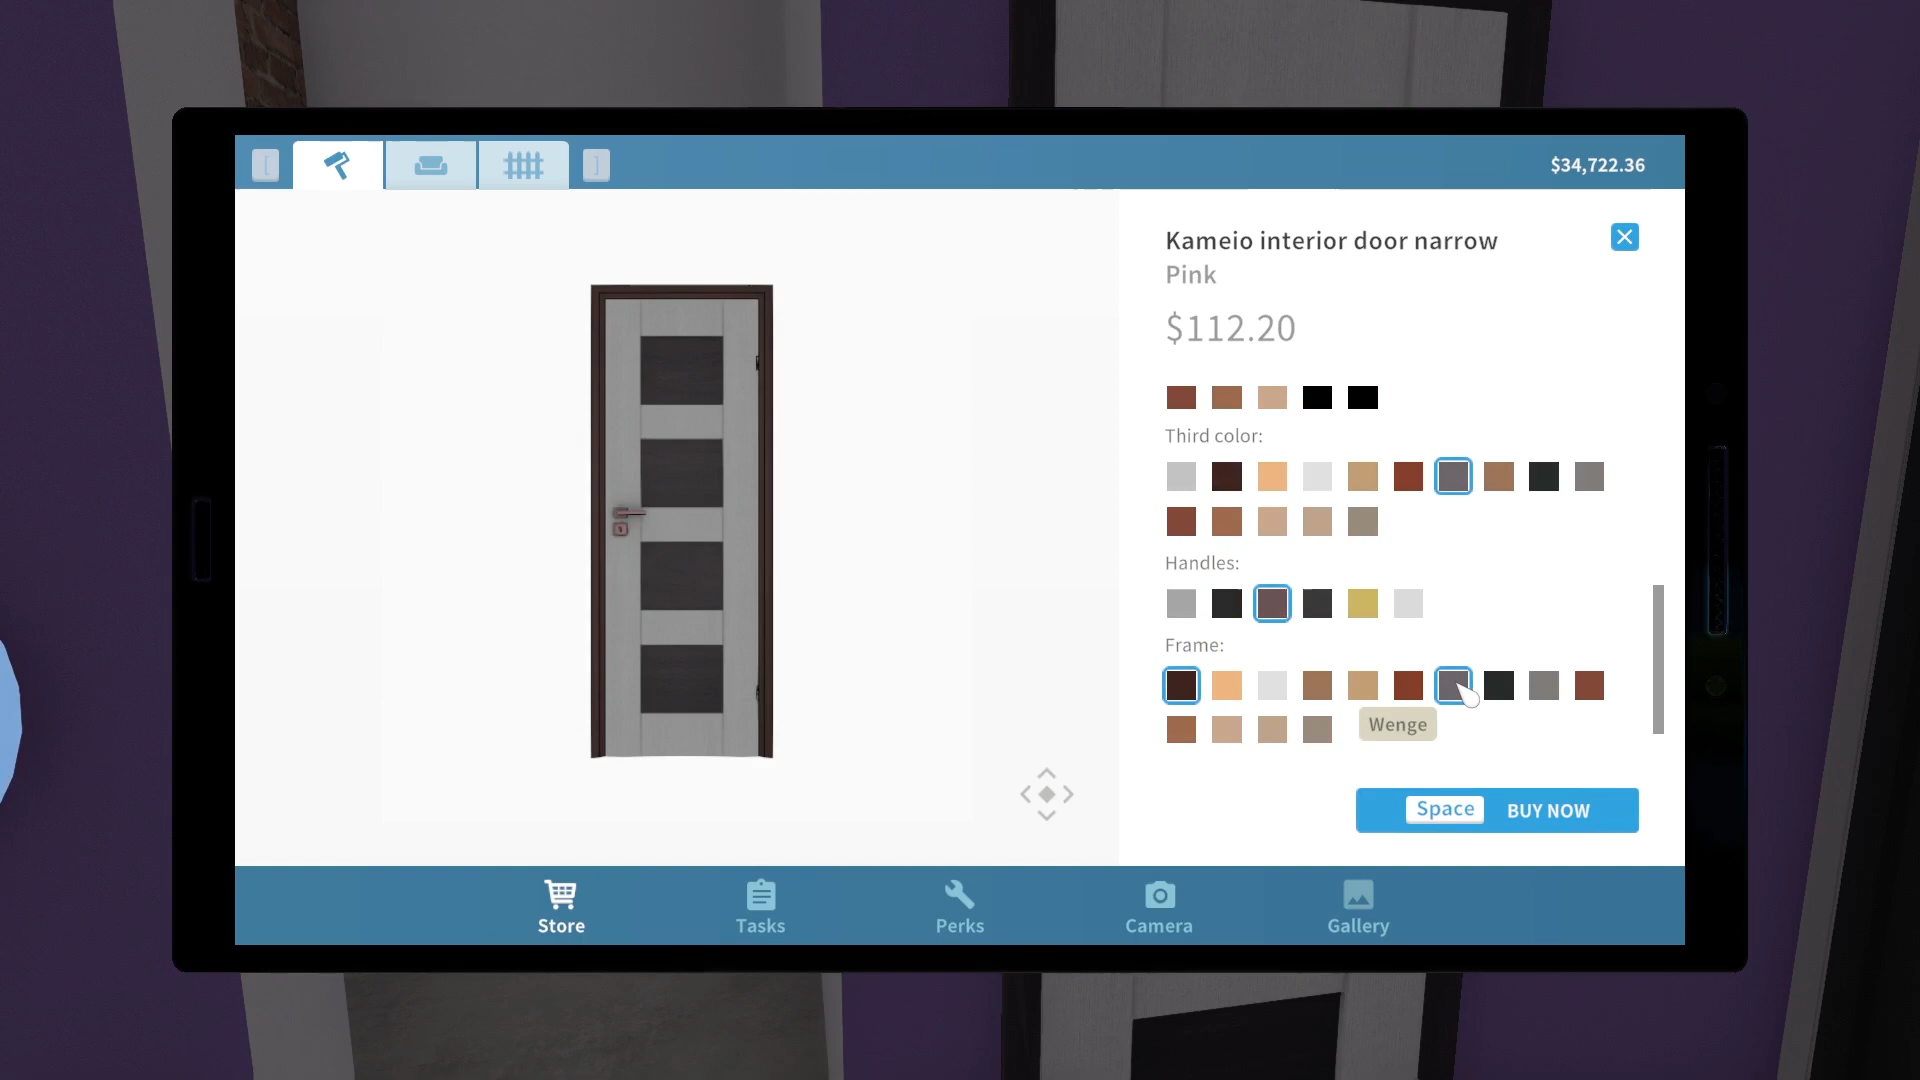 [
]
$34,722.36
Kameio interior door narrow
Pink
$112.20
Third color:
Handles:
Frame:
Wenge
Space BUY NOW
Store
Tasks
Perks
Camera
Gallery